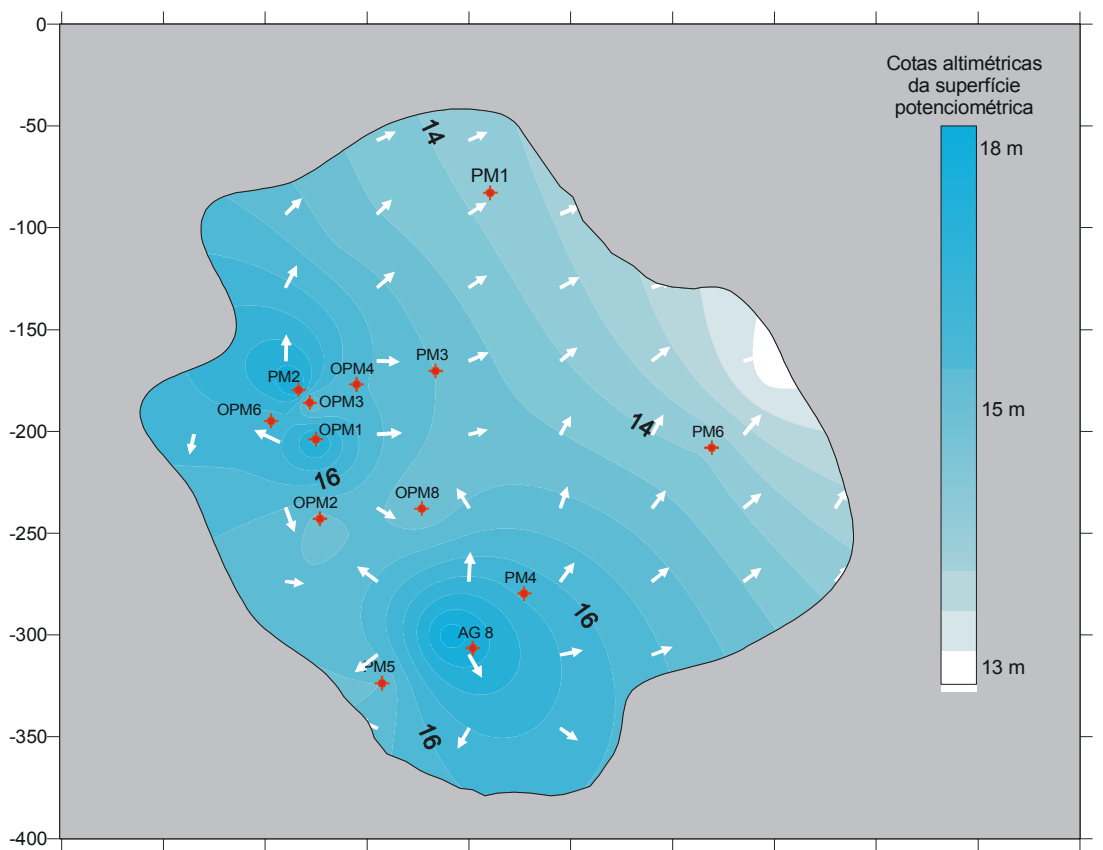 0
-50
-100
-150
-200
-250
-300
-350
-400
Cotas altimétricas
da superfície
potenciométrica
18 m
15 m
13 m
14
PM1
PM3
OPM4
PM2
OPM3
OPM6
OPM1
14
PM6
16
OPM8
OPM2
PM4
16
AG 8
PM5
16